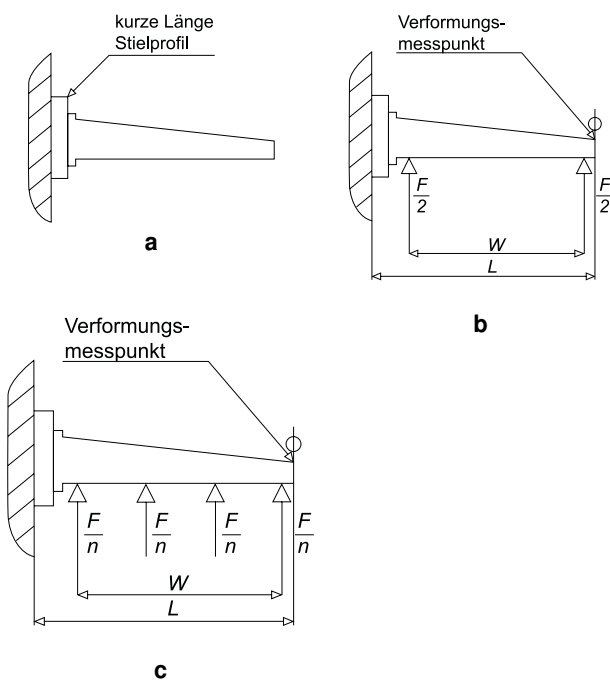 kurze Länge
Stielprofil
a
Verformungs-
messpunkt
F/2
F/2
W
L
b
Verformungs-
messpunkt
F/n
F/n
F/n
F/n
W
L
c